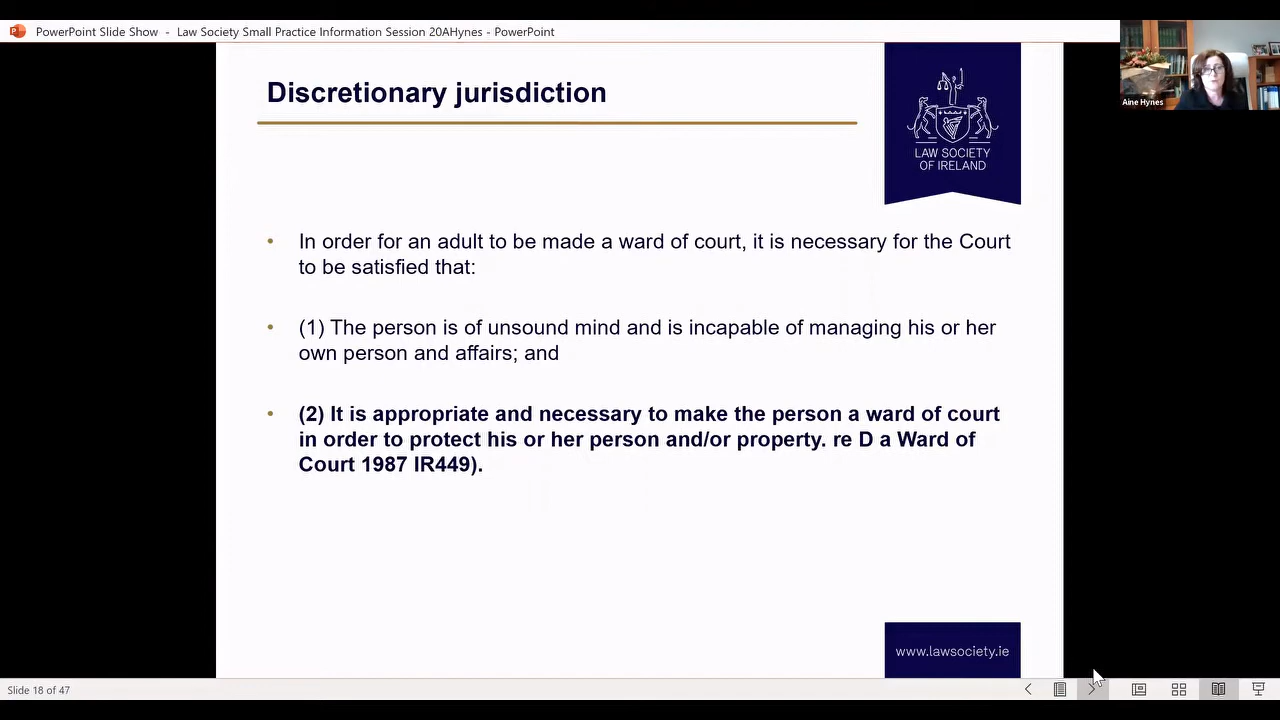 PowerPoint Slide Show - Law Society Small Practice Information Session 20AHynes - PowerPoint
Aine Hynes
Discretionary jurisdiction
LAW SOCIETY
OF IRELAND
• In order for an adult to be made a ward of court, it is necessary for the Court
to be satisfied that:
• (1) The person is of unsound mind and is incapable of managing his or her
own person and affairs; and
• (2) It is appropriate and necessary to make the person a ward of court
in order to protect his or her person and/or property. re D a Ward of
Court 1987 IR449).
www.lawsociety.ie
Slide 18 of 47